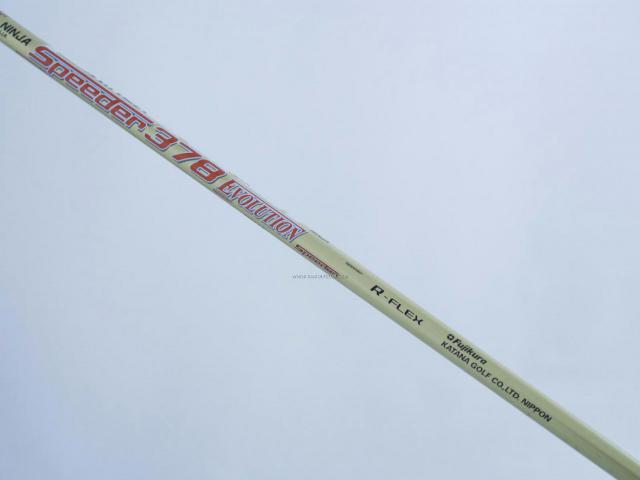 NINJA
Speeder 378
EVOLUTION
R-FLEX
Fujikura
KATANA GOLF CO.,LTD. NIPPON